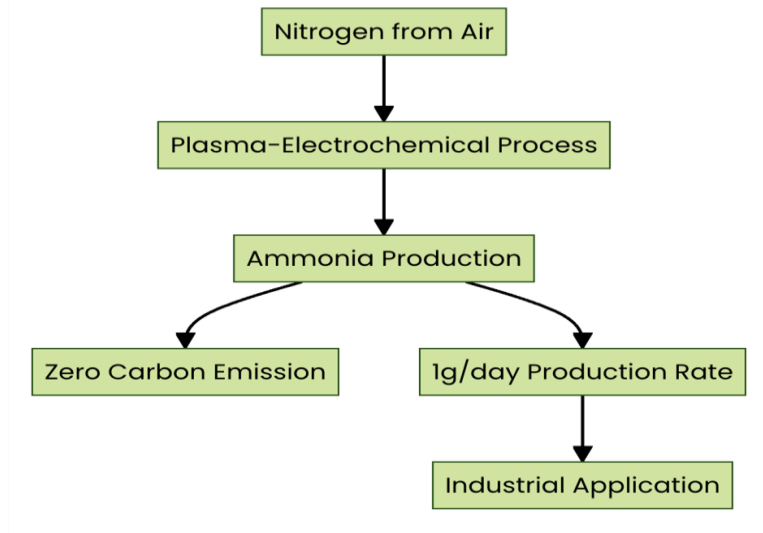 Nitrogen from Air
Plasma-Electrochemical Process
Ammonia Production
Zero Carbon Emission
1g/day Production Rate
Industrial Application